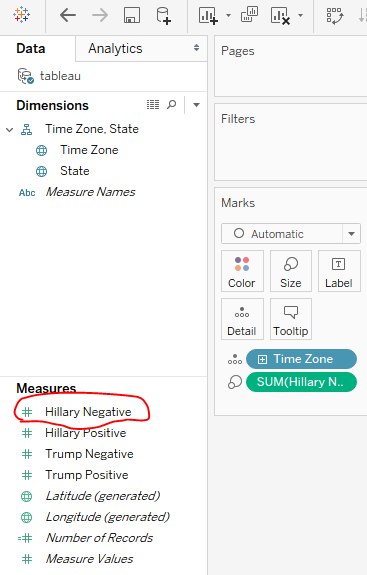 Data
Analytics
tableau
Dimensions
Time Zone, State
Time Zone
State
Abc Measure Names
Measures
# Hillary Negative
# Hillary Positive
# Trump Negative
# Trump Positive
Latitude (generated)
Longitude (generated)
=# Number of Records
# Measure Values
Pages
Filters
Marks
Automatic
Color Size Label
T
Detail Tooltip
Time Zone
SUM(Hillary N..